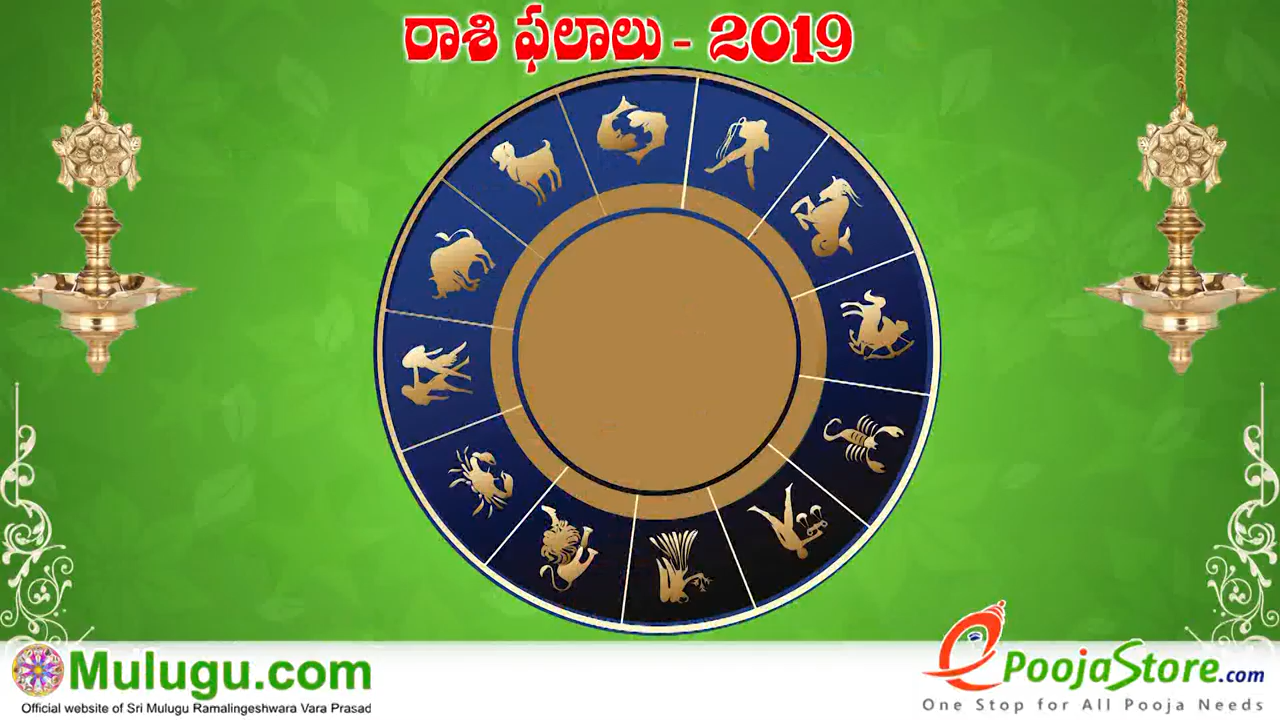 రాశి ఫలాలు - 2019
Mulugu.com
Official website of Sri Mulugu Ramalingeshwara Vara Prasad
ePoojaStore.com
One Stop for All Pooja Needs